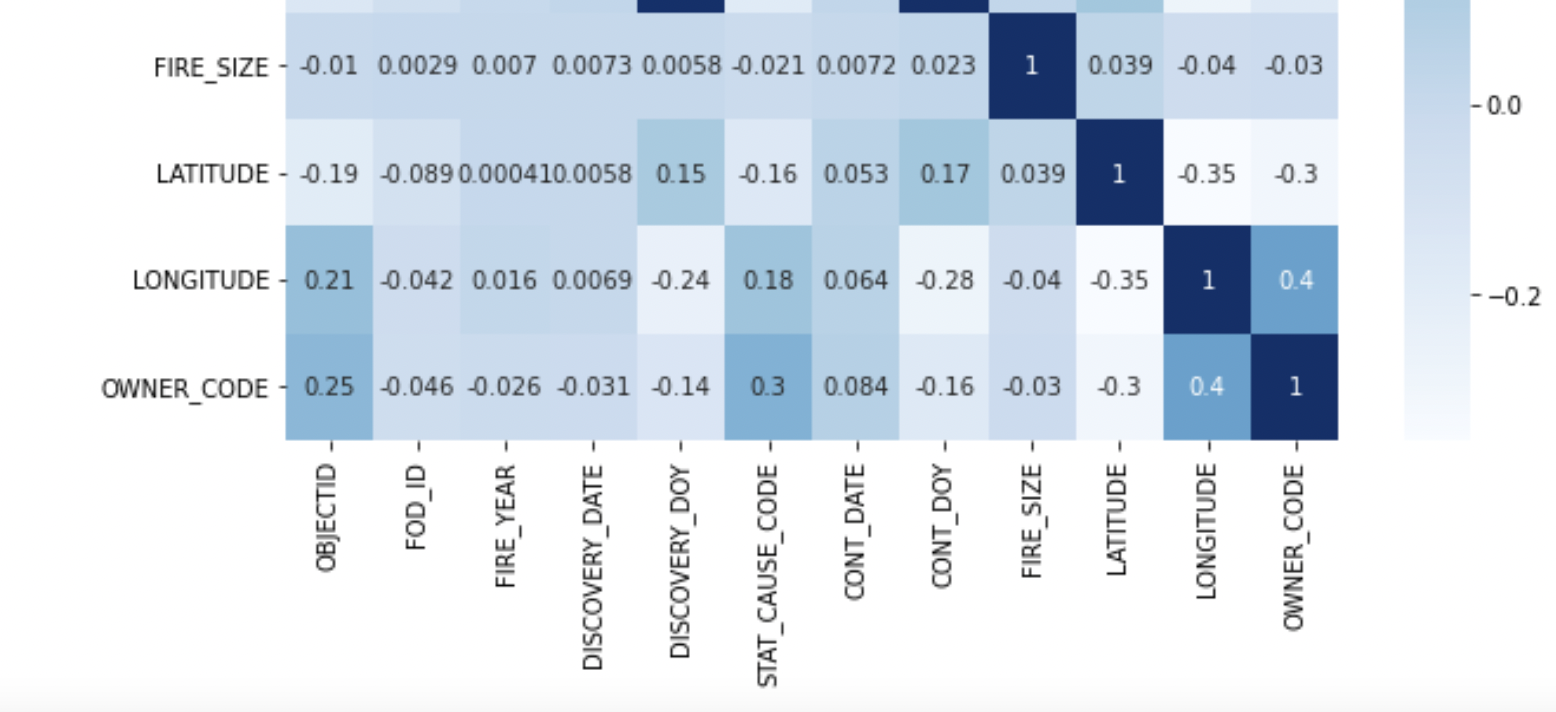 FIRE_SIZE -0.01 0.0029 0.007 0.0073 0.0058 -0.021 0.0072 0.023 1 0.039 -0.04 -0.03
0.0
LATITUDE -0.19 -0.089 0.00041 0.0058 0.15 -0.16 0.053 0.17 0.039 1 -0.35 -0.3
LONGITUDE 0.21 -0.042 0.016 0.0069 -0.24 0.18 0.064 -0.28 -0.04 -0.35 1 0.4
−0.2
OWNER_CODE 0.25 -0.046 -0.026 -0.031 -0.14 0.3 0.084 -0.16 -0.03 -0.3 0.4 1
OBJECTID
FOD_ID
FIRE_YEAR
DISCOVERY_DATE
DISCOVERY_DOY
STAT_CAUSE_CODE
CONT_DATE
CONT_DOY
FIRE_SIZE
LATITUDE
LONGITUDE
OWNER_CODE